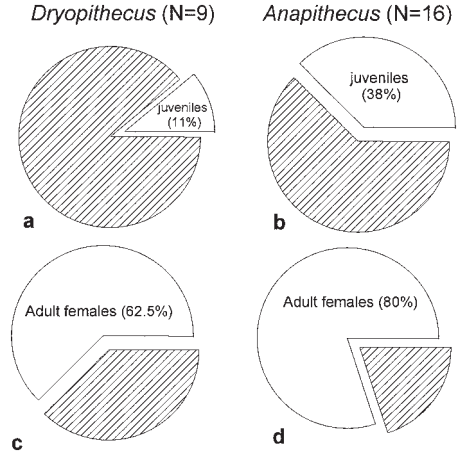 Dryopithecus (N=9)
Anapithecus (N=16)
juveniles
(11%)
juveniles
(38%)
a
b
Adult females (62.5%)
Adult females (80%)
c
d